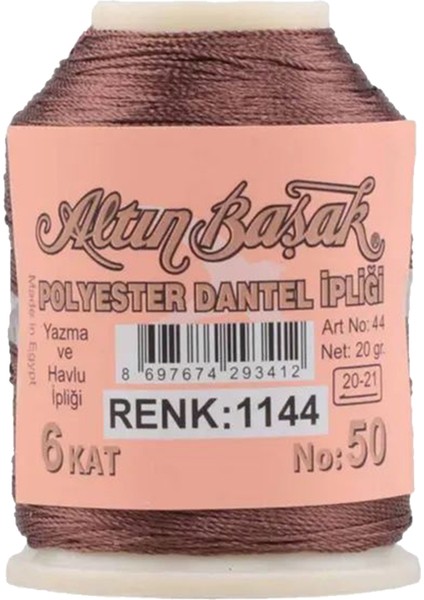 Altın Başak®
POLYESTER DANTEL İPLİĞİ
Made in Egypt
Yazma
ve
Havlu
İpliği
8 697674 293412
Art No: 44
Net: 20 gr.
20-21
RENK:1144
6 KAT
No: 50